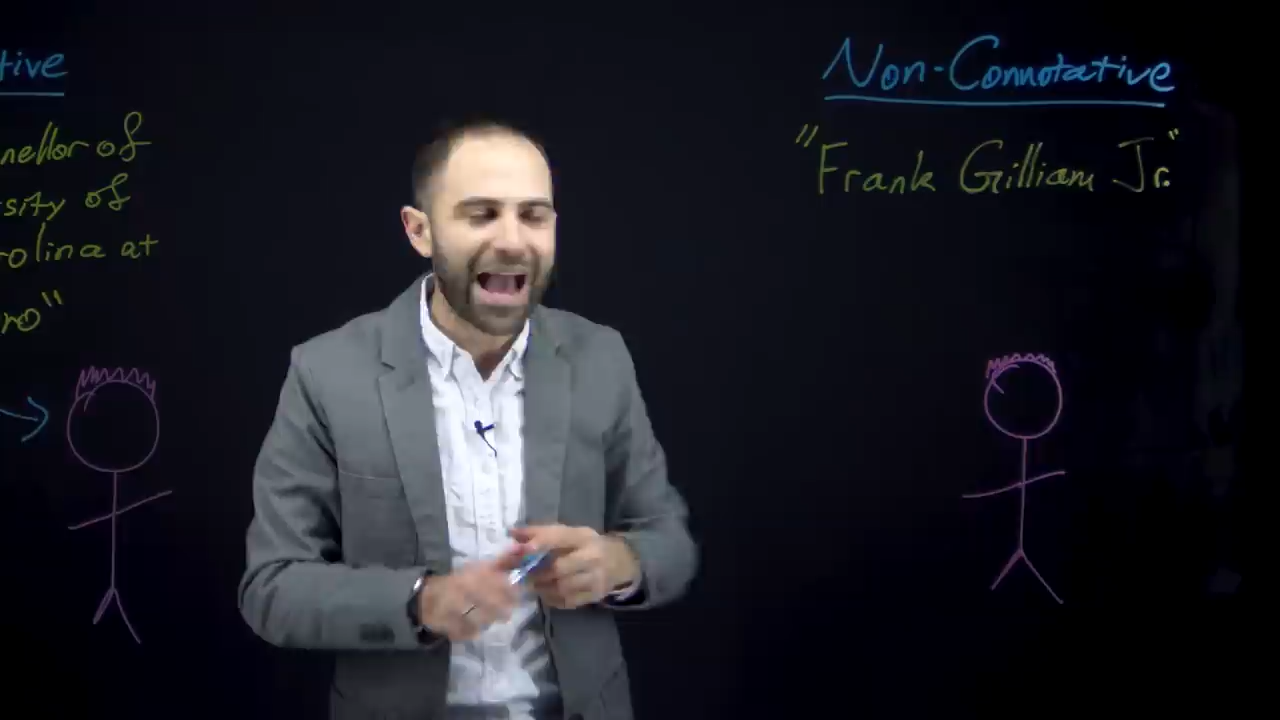 tive
nellor of
sity of
rolina at
ro"
Non-Connotative
"Frank Gilliam Jr."